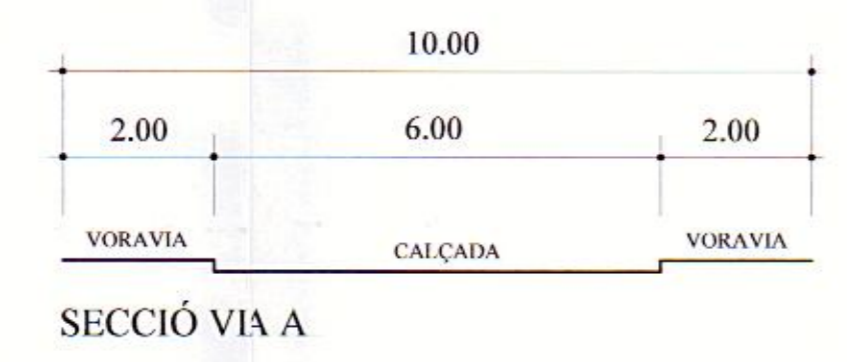 10.00
2.00 6.00 2.00
VORAVIA CALÇADA VORAVIA
SECCIÓ VIA A